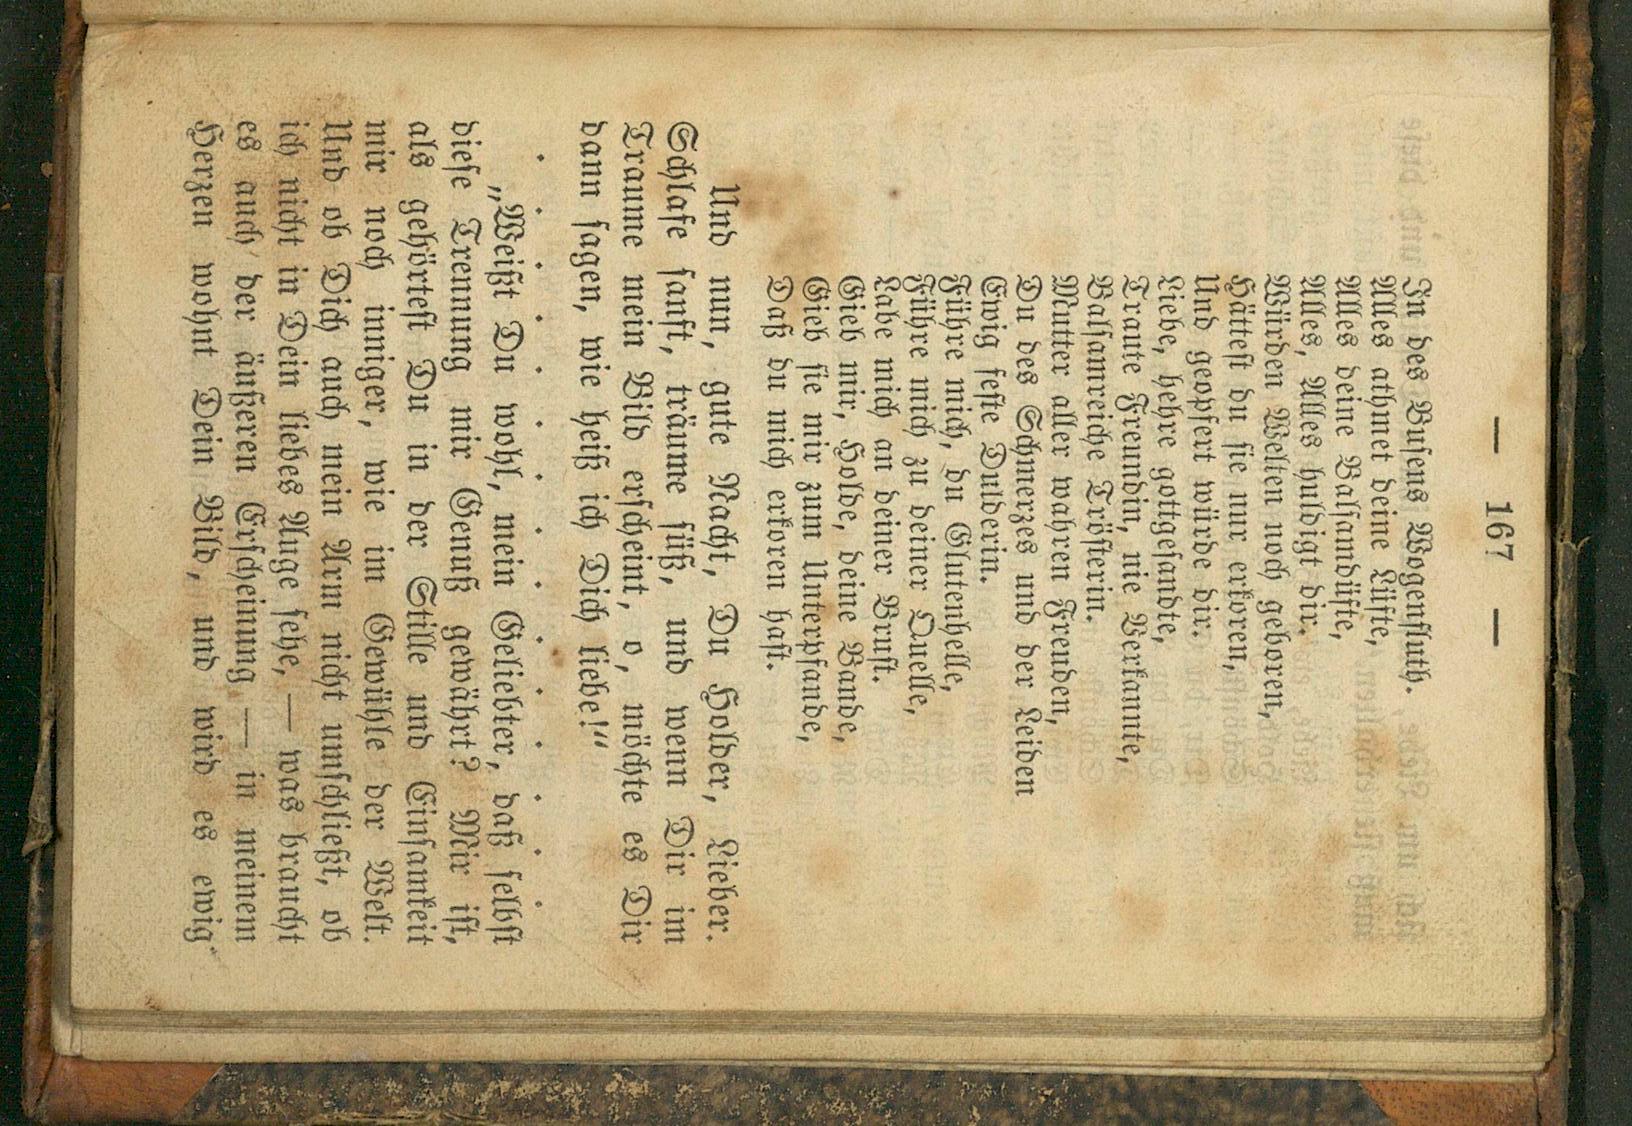 — 167 —
In des Busens Wogenfluth.
Alles athmet deine Lüfte,
Alles deine Balsamdüfte,
Alles, Alles huldigt dir.
Würden Welten noch geboren,
Hättest du sie nur erkoren,
Und geopfert würde dir.
Liebe, hehre gottgesandte,
Traute Freundin, nie Verkannte,
Balsamreiche Trösterin.
Mutter aller wahren Freuden,
Du des Schmerzes und der Leiden
Ewig feste Dulderin.
Führe mich, du Glutenhelle,
Führe mich zu deiner Quelle,
Labe mich an deiner Brust.
Gieb mir, Holde, deine Bande,
Gieb sie mir zum Unterpfande,
Daß du mich erkoren hast.
Und nun, gute Nacht, Du Holder, Lieber.
Schlafe sanft, träume süß, und wenn Dir im
Traume mein Bild erscheint, o, möchte es Dir
dann sagen, wie heiß ich Dich liebe!“
. . . . . . . . . . . . . . .
„Weißt Du wohl, mein Geliebter, daß selbst
diese Trennung mir Genuß gewährt? Mir ist,
als gehörtest Du in der Stille und Einsamkeit
mir noch inniger, wie im Gewühle der Welt.
Und ob Dich auch mein Arm nicht umschließt, ob
ich nicht in Dein liebes Auge sehe, — was braucht
es auch der äußeren Erscheinung — in meinem
Herzen wohnt Dein Bild, und wird es ewig